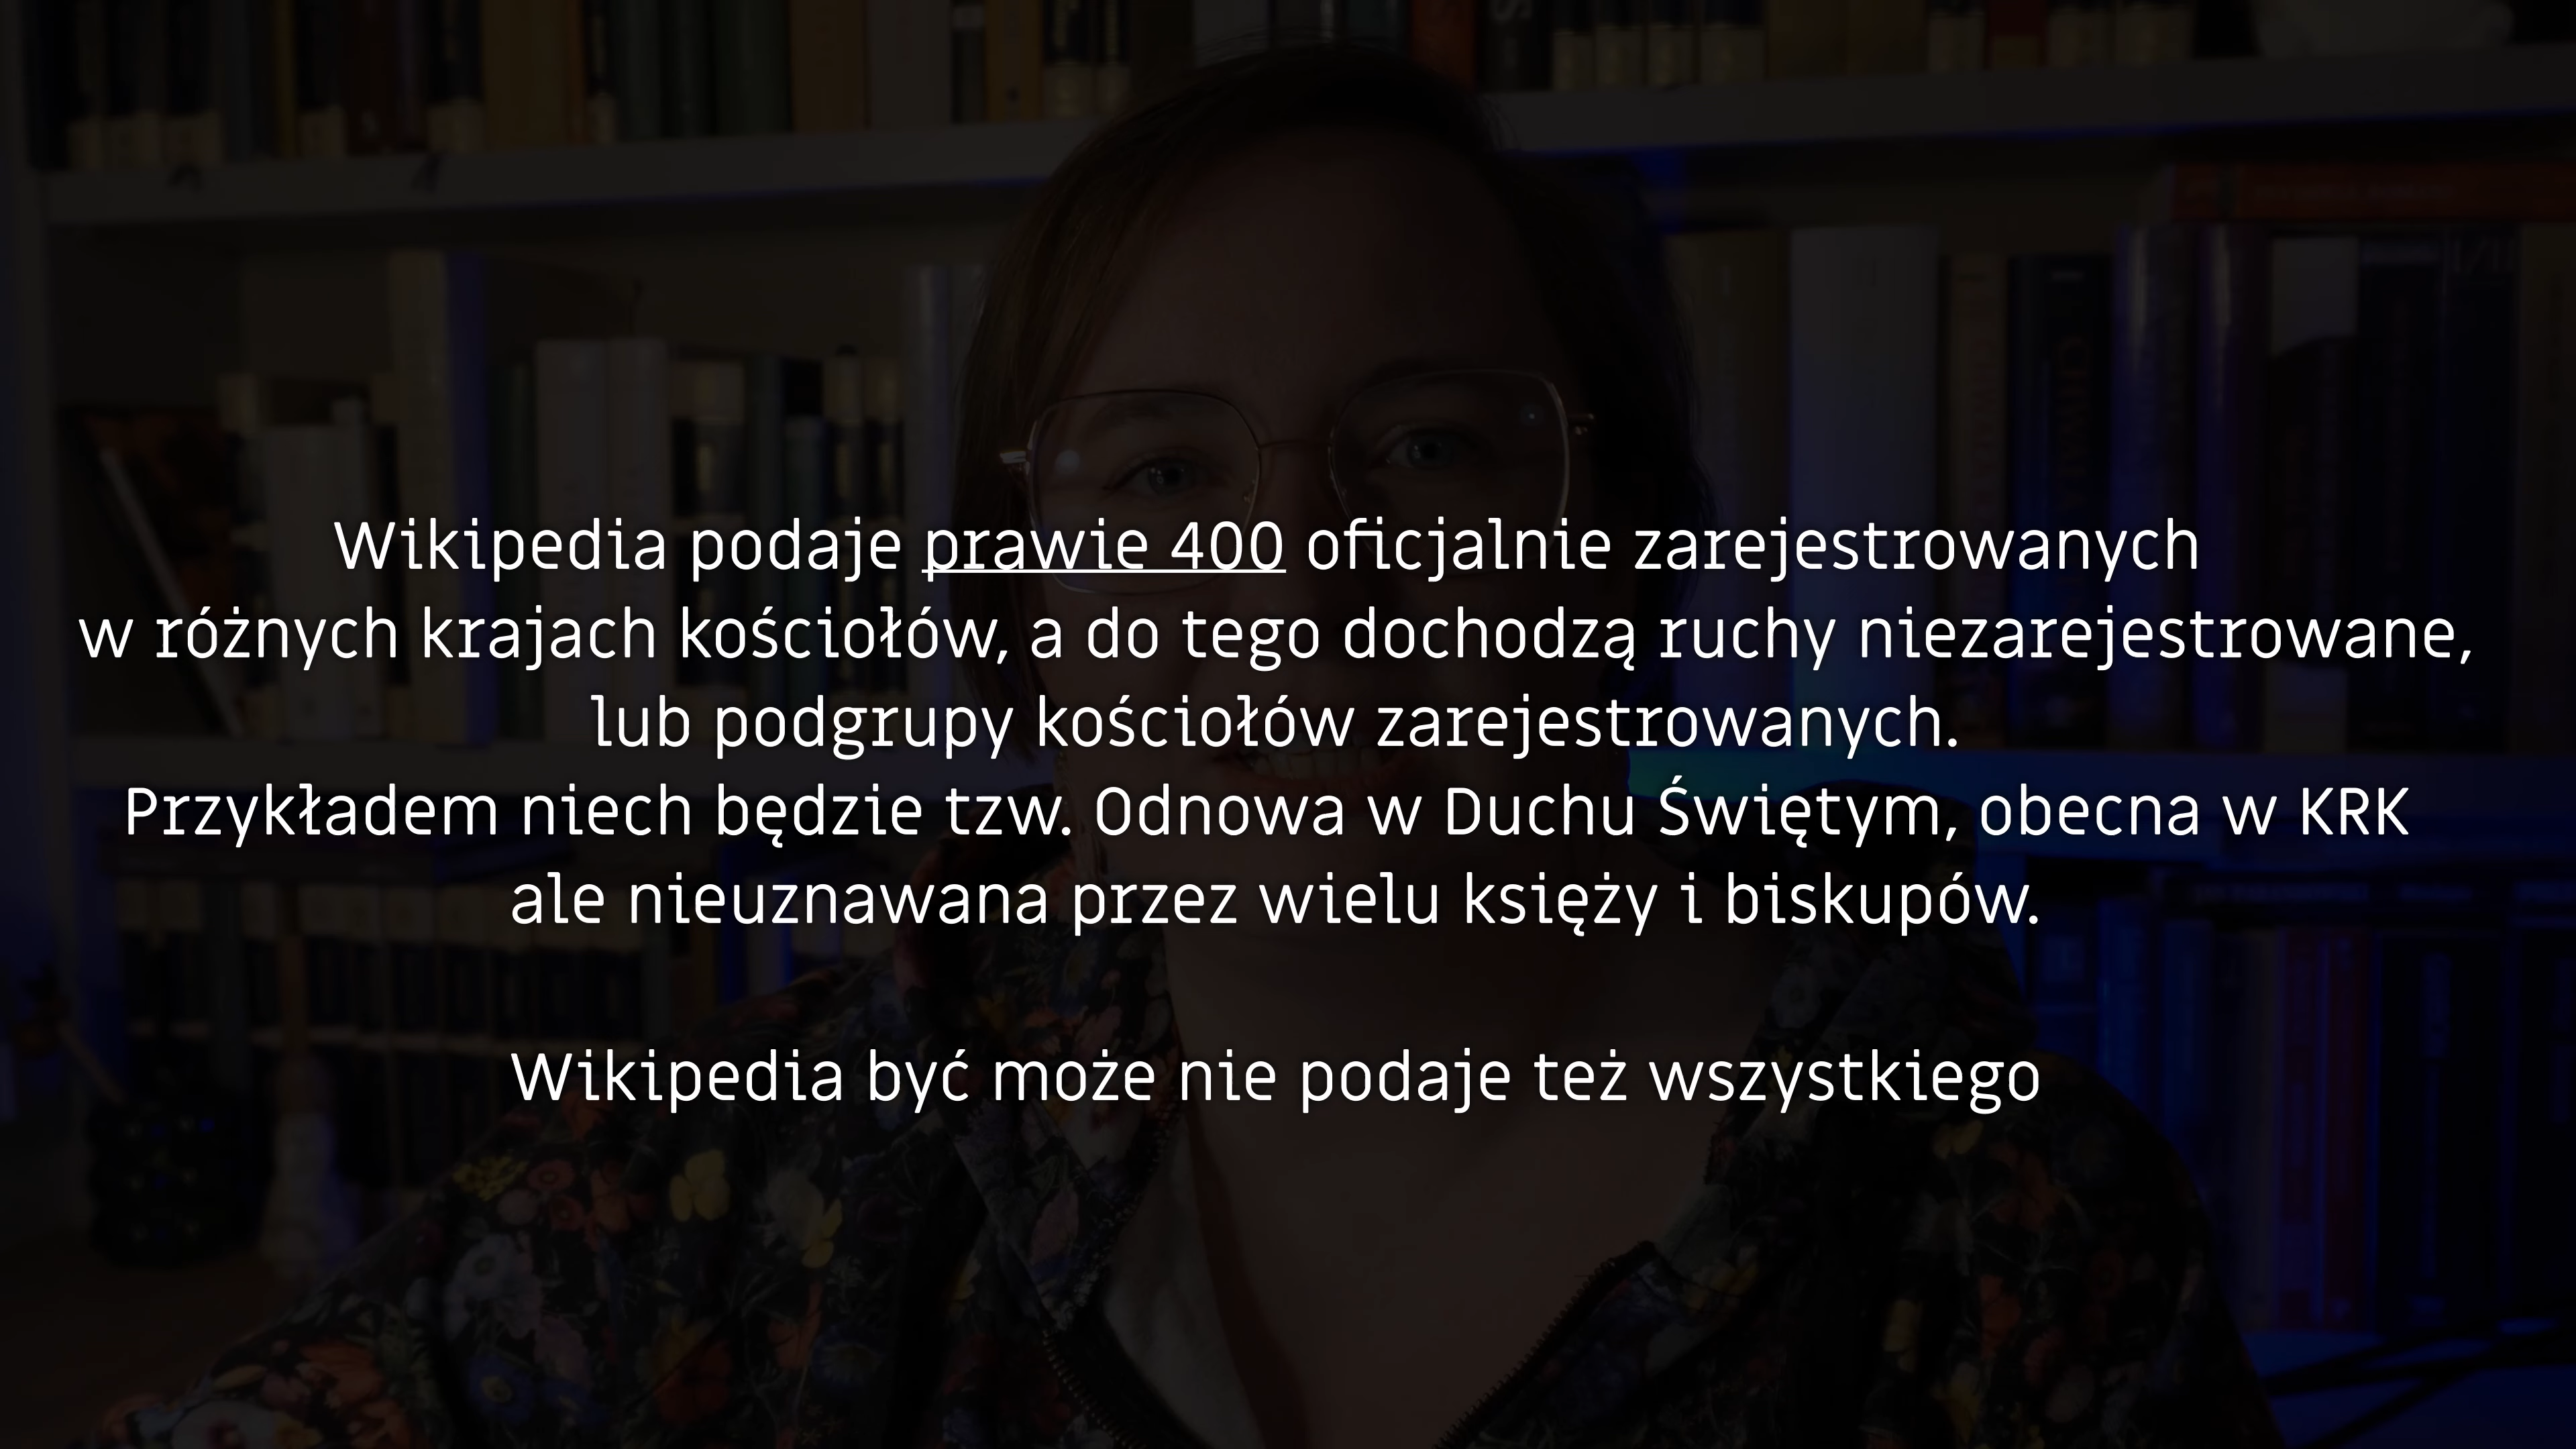 Wikipedia podaje prawie 400 oficjalnie zarejestrowanych
w różnych krajach kościołów, a do tego dochodzą ruchy niezarejestrowane,
lub podgrupy kościołów zarejestrowanych.
Przykładem niech będzie tzw. Odnowa w Duchu Świętym, obecna w KRK
ale nieuznawana przez wielu księży i biskupów.
Wikipedia być może nie podaje też wszystkiego